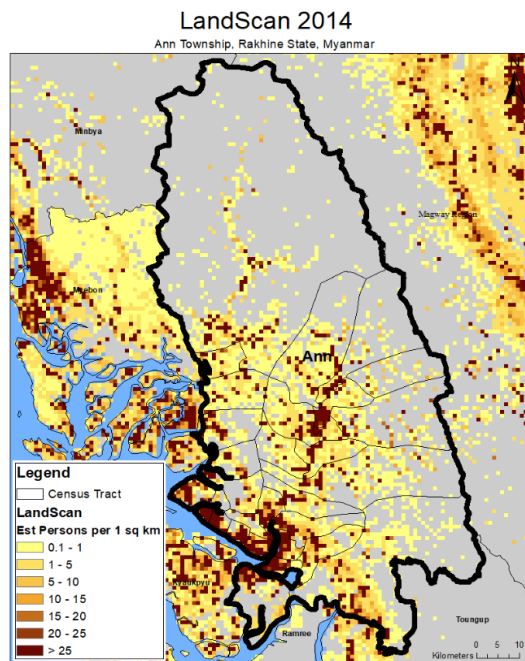 LandScan 2014
Ann Township, Rakhine State, Myanmar
N
Minbya
Magway Region
Myebon
Ann
Legend
Census Tract
LandScan
Est Persons per 1 sq km
0.1 - 1
1 - 5
5 - 10
10 - 15
15 - 20
20 - 25
> 25
Kyaukpyu
Ramree
Toungup
Kilometers
0 5 10